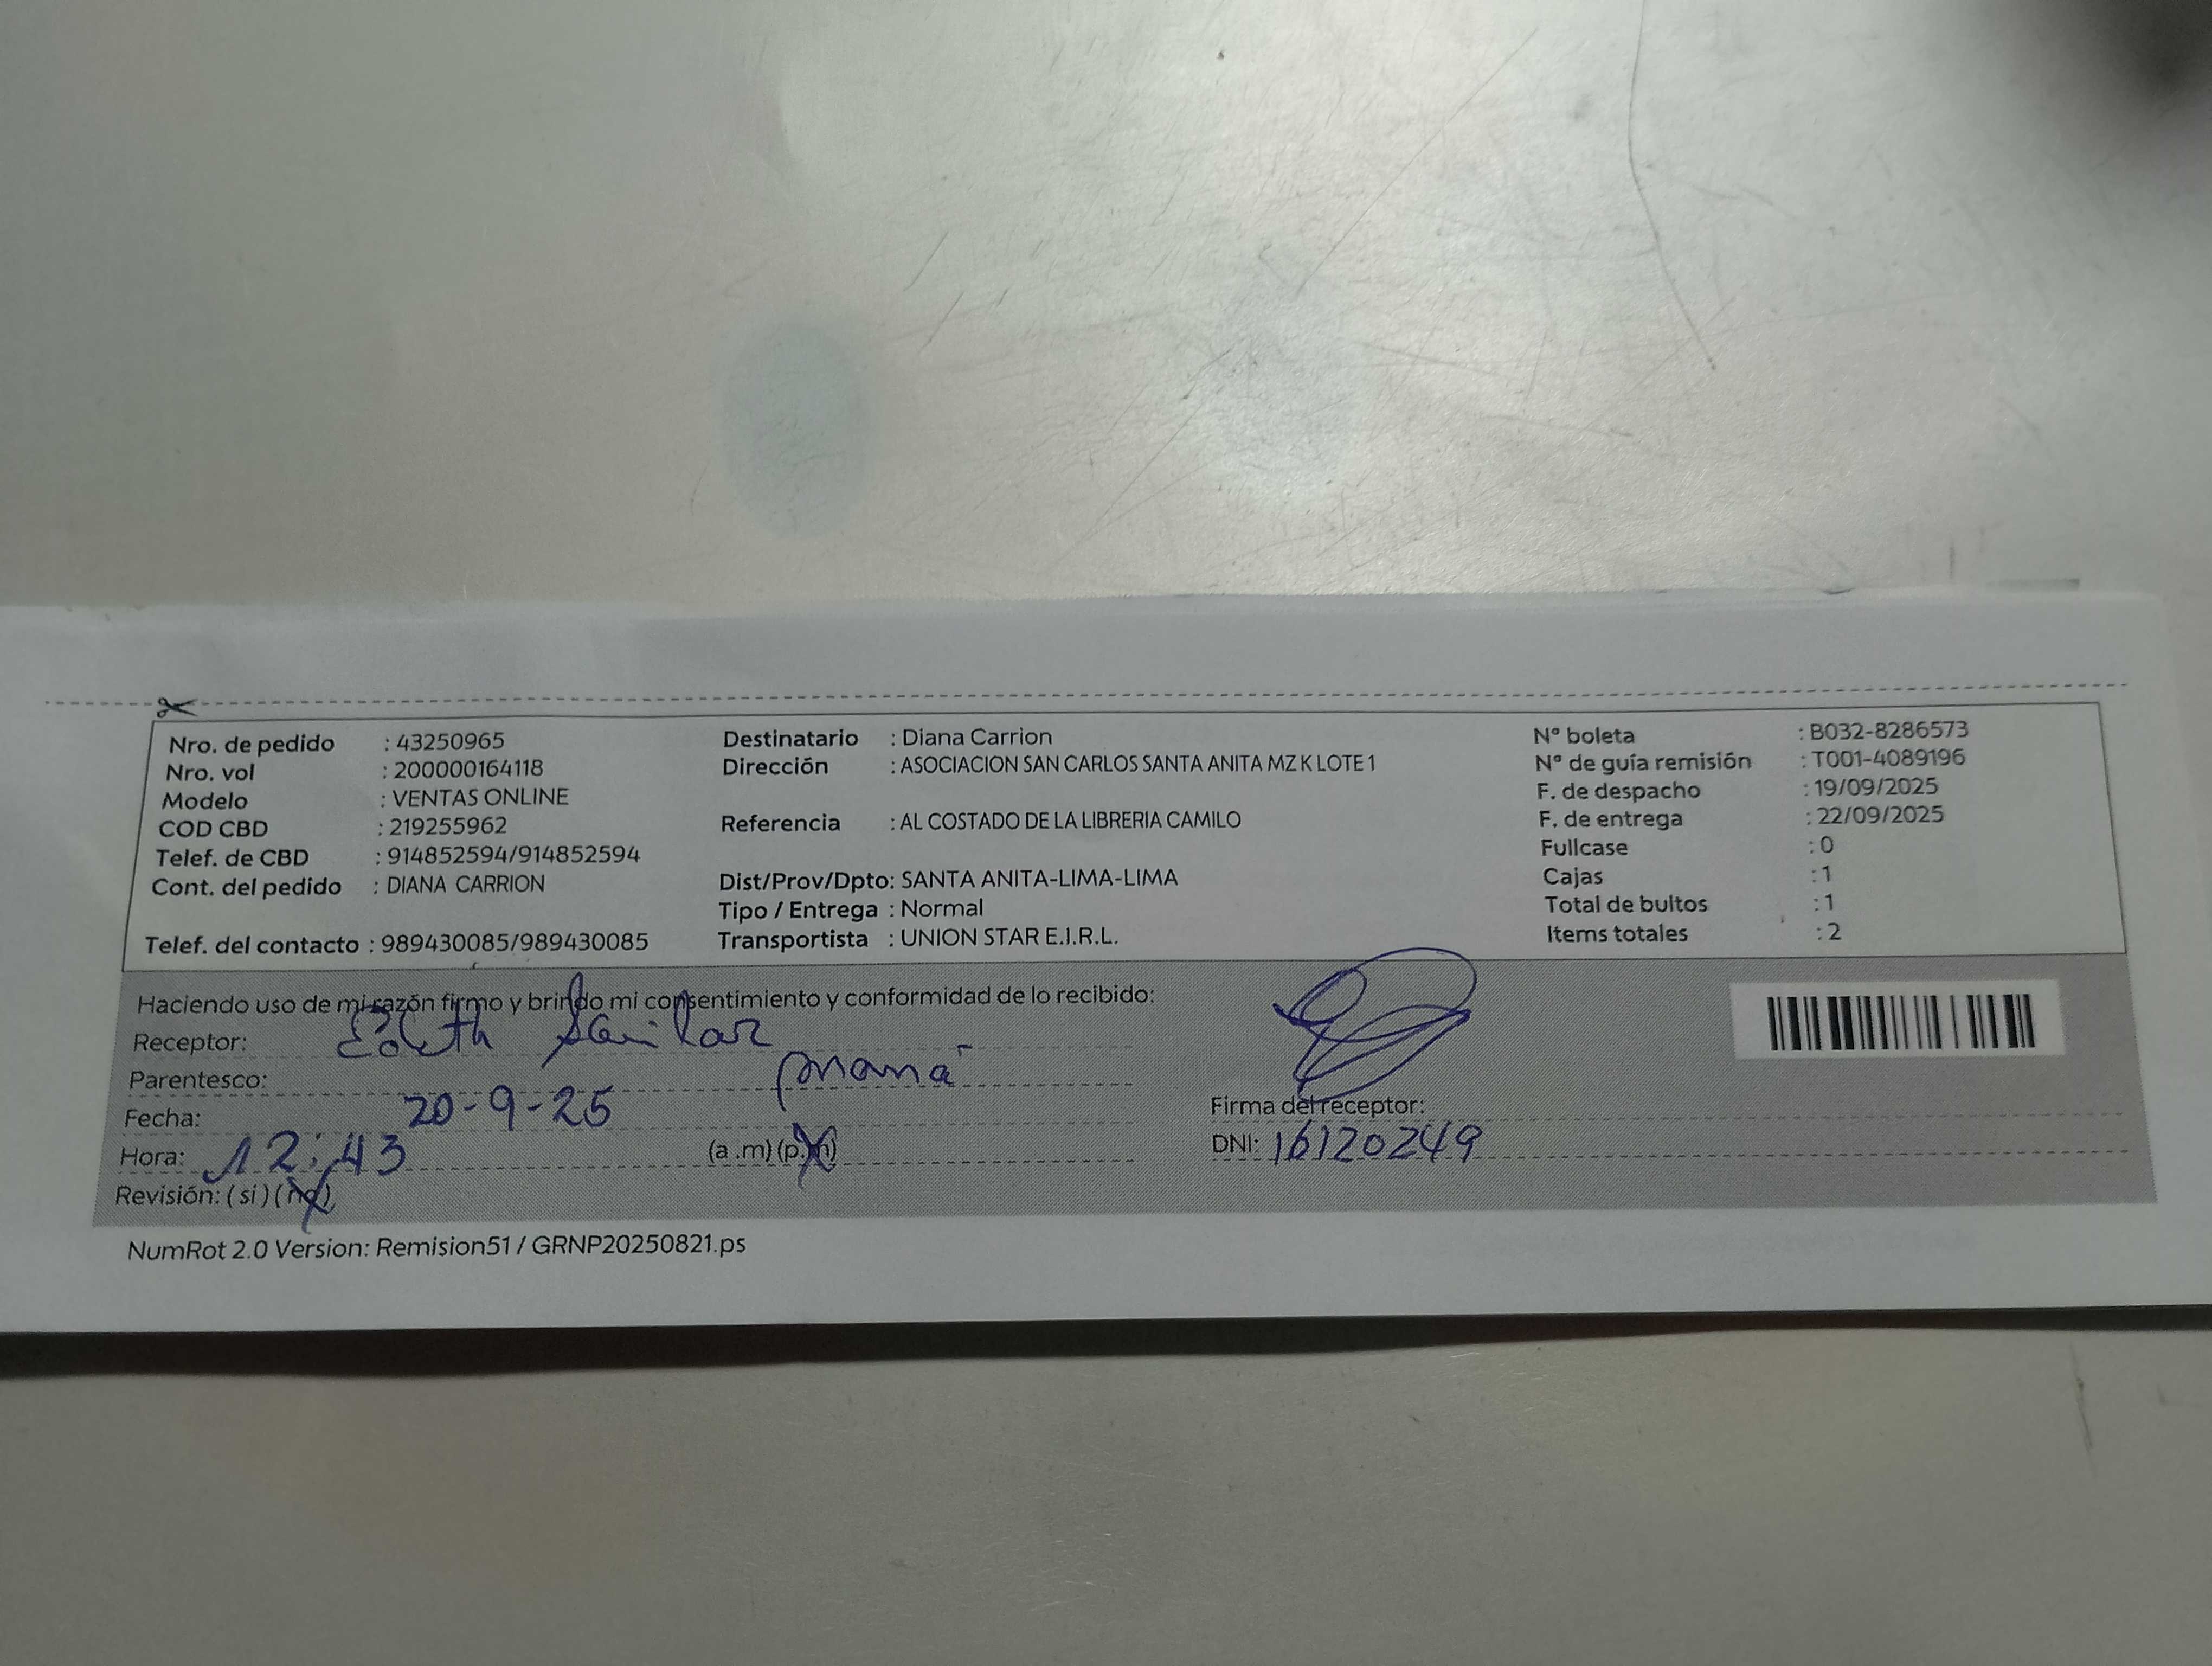 Nro. de pedido : 43250965
Nro. vol : 200000164118
Modelo : VENTAS ONLINE
COD CBD : 219255962
Telef. de CBD : 914852594/914852594
Cont. del pedido : DIANA CARRION
Telef. del contacto : 989430085/989430085
Destinatario : Diana Carrion
Dirección : ASOCIACION SAN CARLOS SANTA ANITA MZ K LOTE 1
Referencia : AL COSTADO DE LA LIBRERIA CAMILO
Dist/Prov/Dpto: SANTA ANITA-LIMA-LIMA
Tipo / Entrega : Normal
Transportista : UNION STAR E.I.R.L.
N° boleta : B032-8286573
N° de guía remisión : T001-4089196
F. de despacho : 19/09/2025
F. de entrega : 22/09/2025
Fullcase : 0
Cajas : 1
Total de bultos : 1
Items totales : 2
Haciendo uso de mi razón firmo y brindo mi consentimiento y conformidad de lo recibido:
Receptor: Edith
Parentesco: mamá
Fecha: 20-9-25
Hora: 12:43 (a .m) (p.m)
Revisión: ( si ) ( no )
Firma del receptor:
DNI: 16120249
NumRot 2.0 Version: Remision51 / GRNP20250821.ps